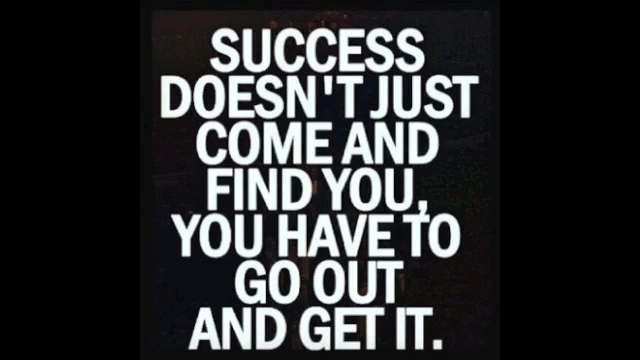 SUCCESS
DOESN'T JUST
COME AND
FIND YOU,
YOU HAVE TO
GO OUT
AND GET IT.